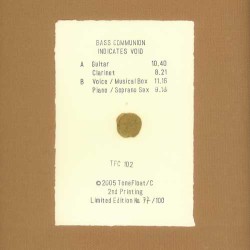 BASS COMMUNION
INDICATES VOID
A Guitar 10.40
Clarinet 8.21
B Voice / Musical Box 11.16
Piano / Soprano Sax 9.14
TFC 102
© 2005 ToneFloat/C
2nd Printing
Limited Edition No. 77 /100